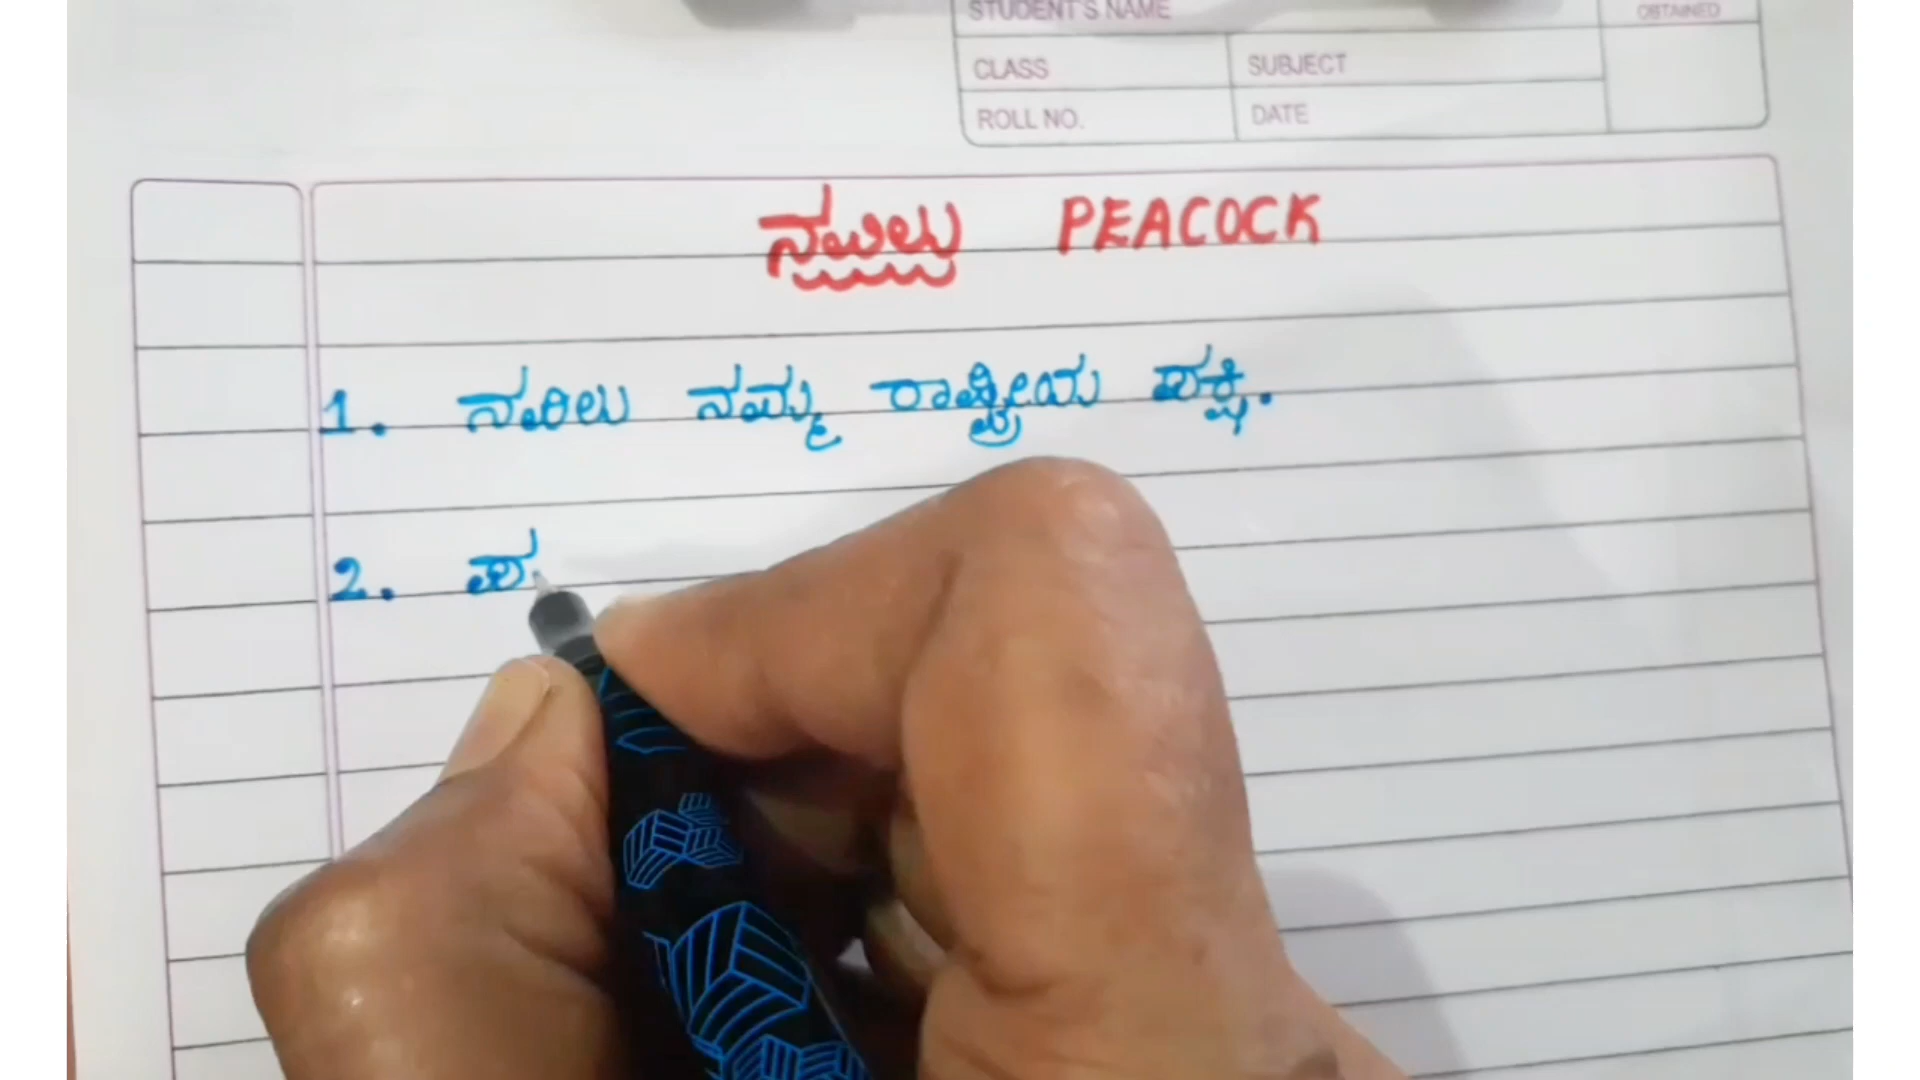 STUDENT'S NAME OBTAINED
CLASS SUBJECT
ROLL NO. DATE
ನವಿಲು PEACOCK
1. ನವಿಲು ನಮ್ಮ ರಾಷ್ಟ್ರೀಯ ಪಕ್ಷಿ.
2. ಪ